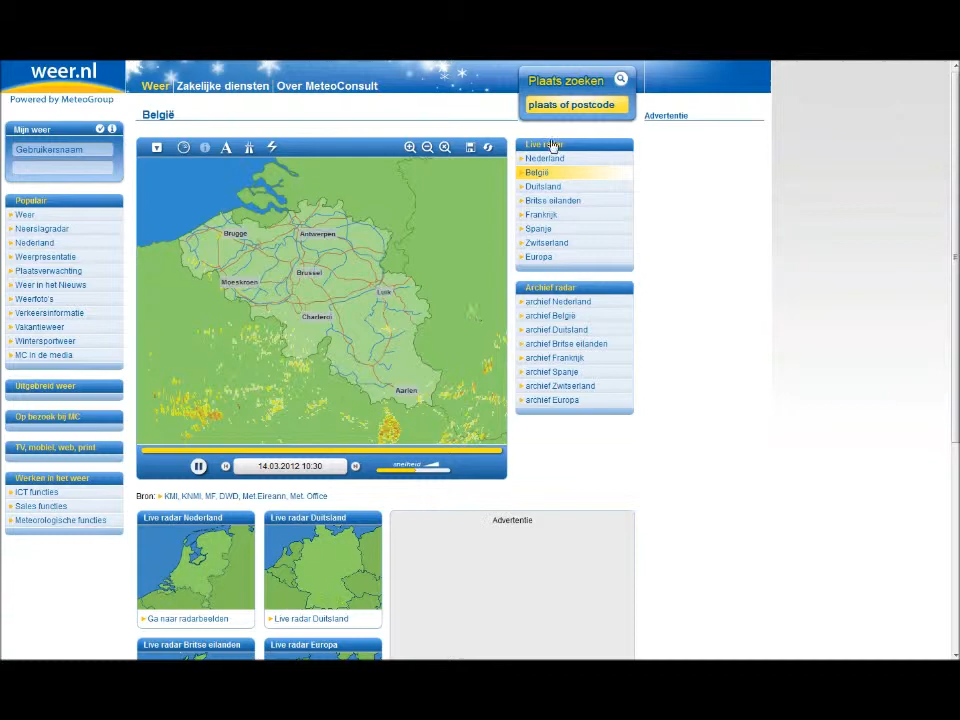 weer.nl
Powered by MeteoGroup
Weer
Zakelijke diensten
Over MeteoConsult
Plaats zoeken
plaats of postcode
België
Advertentie
Mijn weer
Gebruikersnaam
Populair
Weer
Neerslagradar
Nederland
Weerpresentatie
Plaatsverwachting
Weer in het Nieuws
Weerfoto's
Verkeersinformatie
Vakantieweer
Wintersportweer
MC in de media
Uitgebreid weer
Op bezoek bij MC
TV, mobiel, web, print
Werken in het weer
ICT functies
Sales functies
Meteorologische functies
A
Brugge
Antwerpen
Brussel
Moeskroen
Luik
Charleroi
Aarlen
14.03.2012 10:30
snelheid
Live radar
Nederland
België
Duitsland
Britse eilanden
Frankrijk
Spanje
Zwitserland
Europa
Archief radar
archief Nederland
archief België
archief Duitsland
archief Britse eilanden
archief Frankrijk
archief Spanje
archief Zwitserland
archief Europa
Bron: KMI, KNMI, MF, DWD, Met Eireann, Met. Office
Live radar Nederland
Ga naar radarbeelden
Live radar Duitsland
Live radar Duitsland
Advertentie
Live radar Britse eilanden
Live radar Europa